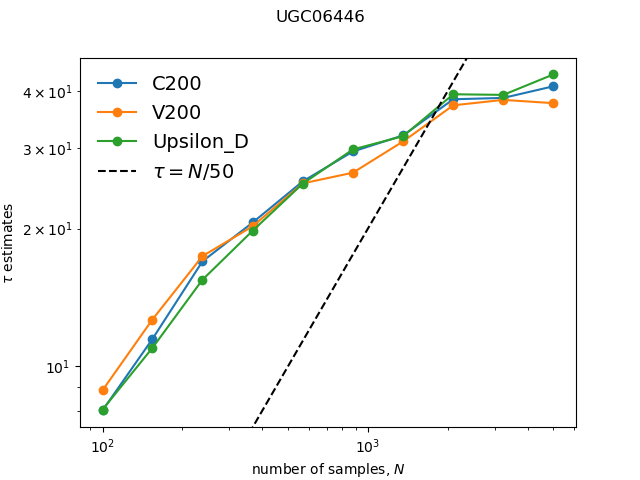 UGC06446
C200
V200
Upsilon_D
τ = N/50
4 × 10¹
3 × 10¹
2 × 10¹
10¹
τ estimates
10² 10³
number of samples, N